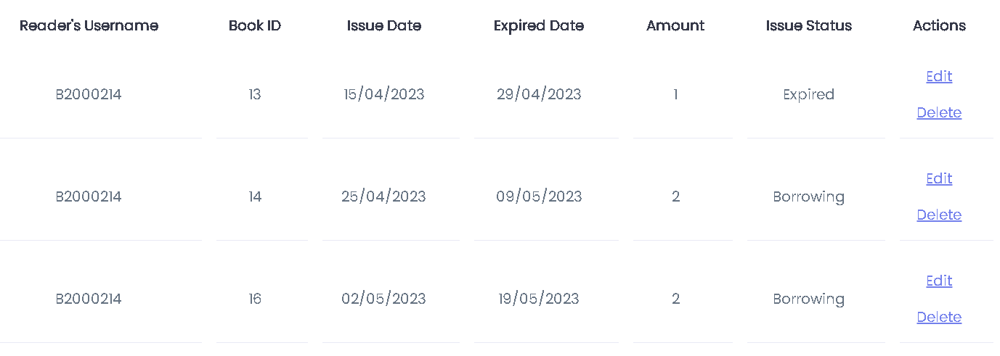 Reader's Username Book ID Issue Date Expired Date Amount Issue Status Actions
Edit
B2000214 13 15/04/2023 29/04/2023 1 Expired
Delete
Edit
B2000214 14 25/04/2023 09/05/2023 2 Borrowing
Delete
Edit
B2000214 16 02/05/2023 19/05/2023 2 Borrowing
Delete